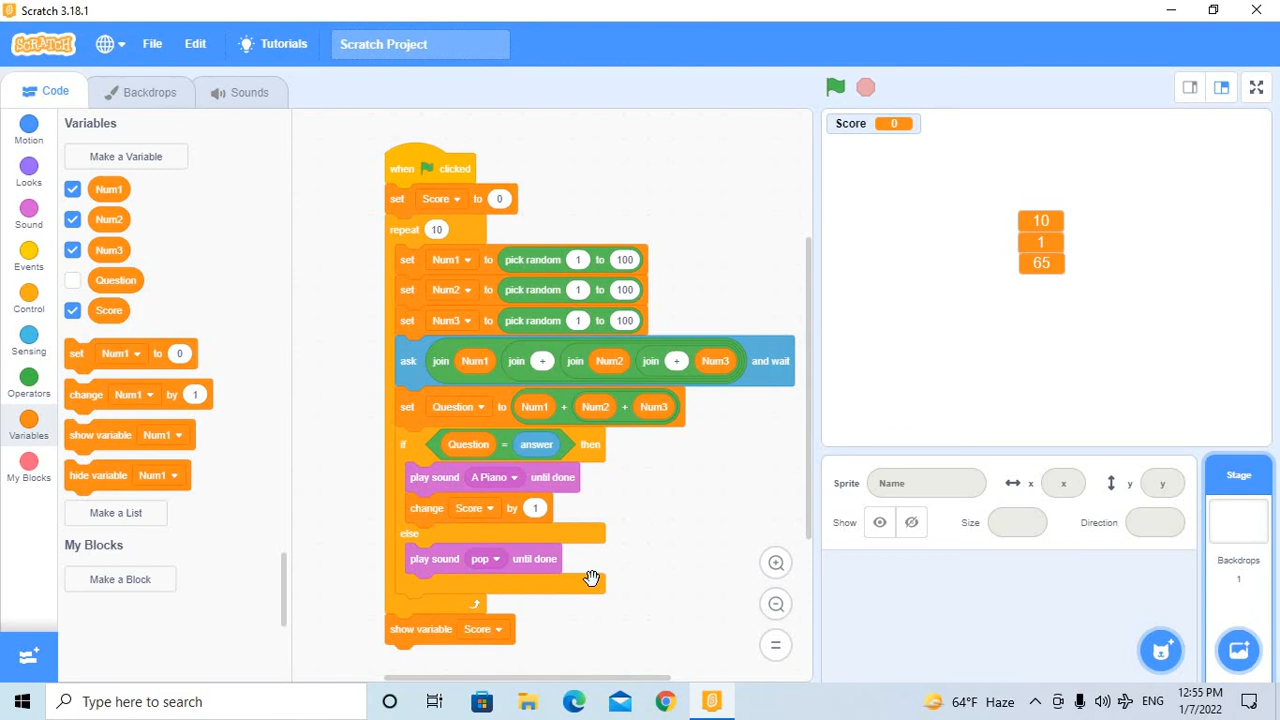 Scratch 3.18.1
SCRATCH File Edit Tutorials Scratch Project
Code Backdrops Sounds
Motion
Looks
Sound
Events
Control
Sensing
Operators
Variables
My Blocks
Variables
Make a Variable
Num1
Num2
Num3
Question
Score
set Num1 to 0
change Num1 by 1
show variable Num1
hide variable Num1
Make a List
My Blocks
Make a Block
when clicked
set Score to 0
repeat 10
set Num1 to pick random 1 to 100
set Num2 to pick random 1 to 100
set Num3 to pick random 1 to 100
ask join Num1 join + join Num2 join + Num3 and wait
set Question to Num1 + Num2 + Num3
if Question = answer then
play sound A Piano until done
change Score by 1
else
play sound pop until done
show variable Score
Score 0
10
1
65
Sprite Name x x y y
Show Size Direction
Stage
Backdrops
1
Type here to search
64°F Haze ENG 12:55 PM
1/7/2022